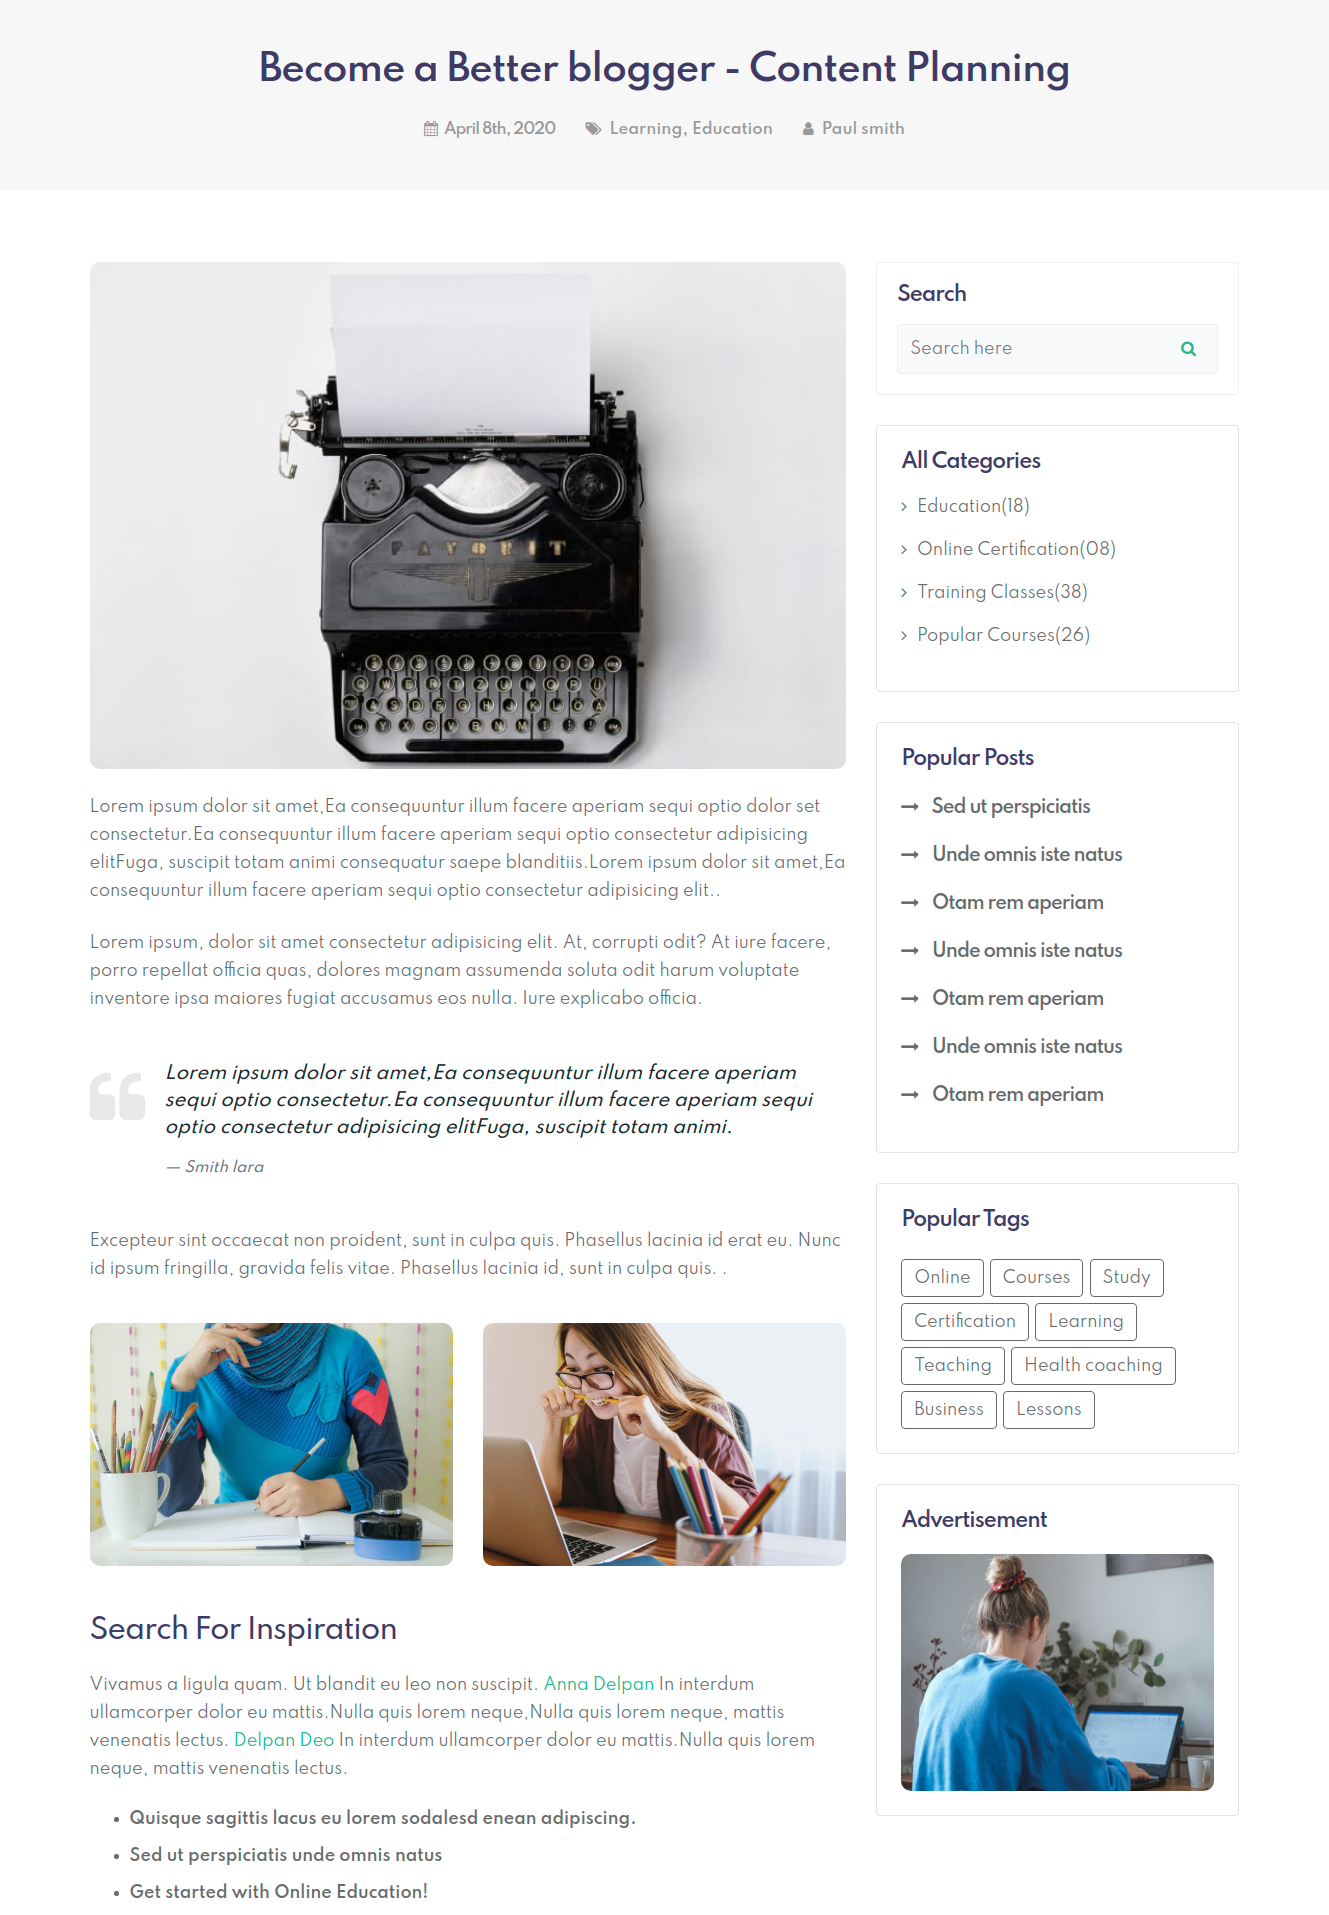 Become a Better blogger - Content Planning
April 8th, 2020 Learning, Education Paul smith
FAVORIT
Lorem ipsum dolor sit amet,Ea consequuntur illum facere aperiam sequi optio dolor set
consectetur.Ea consequuntur illum facere aperiam sequi optio consectetur adipisicing
elitFuga, suscipit totam animi consequatur saepe blanditiis.Lorem ipsum dolor sit amet,Ea
consequuntur illum facere aperiam sequi optio consectetur adipisicing elit..
Lorem ipsum, dolor sit amet consectetur adipisicing elit. At, corrupti odit? At iure facere,
porro repellat officia quas, dolores magnam assumenda soluta odit harum voluptate
inventore ipsa maiores fugiat accusamus eos nulla. Iure explicabo officia.
Lorem ipsum dolor sit amet,Ea consequuntur illum facere aperiam
sequi optio consectetur.Ea consequuntur illum facere aperiam sequi
optio consectetur adipisicing elitFuga, suscipit totam animi.
— Smith lara
Excepteur sint occaecat non proident, sunt in culpa quis. Phasellus lacinia id erat eu. Nunc
id ipsum fringilla, gravida felis vitae. Phasellus lacinia id, sunt in culpa quis. .
Search For Inspiration
Vivamus a ligula quam. Ut blandit eu leo non suscipit. Anna Delpan In interdum
ullamcorper dolor eu mattis.Nulla quis lorem neque,Nulla quis lorem neque, mattis
venenatis lectus. Delpan Deo In interdum ullamcorper dolor eu mattis.Nulla quis lorem
neque, mattis venenatis lectus.
• Quisque sagittis lacus eu lorem sodalesd enean adipiscing.
• Sed ut perspiciatis unde omnis natus
• Get started with Online Education!
Search
Search here
All Categories
Education(18)
Online Certification(08)
Training Classes(38)
Popular Courses(26)
Popular Posts
Sed ut perspiciatis
Unde omnis iste natus
Otam rem aperiam
Unde omnis iste natus
Otam rem aperiam
Unde omnis iste natus
Otam rem aperiam
Popular Tags
Online Courses Study
Certification Learning
Teaching Health coaching
Business Lessons
Advertisement